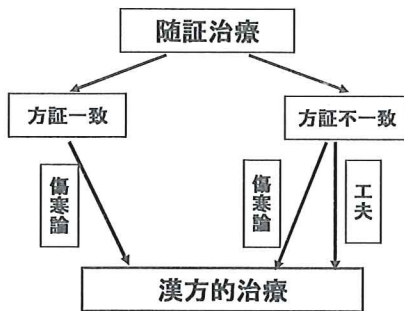 随証治療
方証一致
方証不一致
傷寒論
傷寒論
工夫
漢方的治療